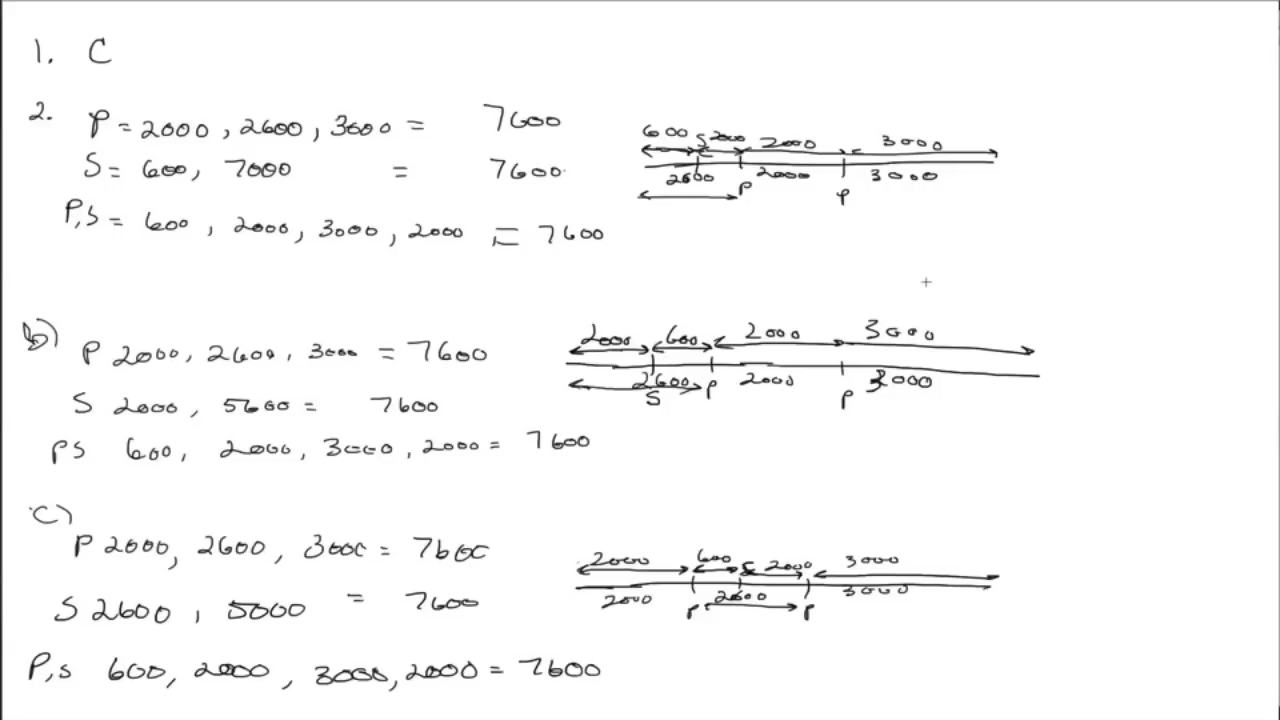 1. C
2. P = 2000, 2600, 3000 = 7600
S = 600, 7000 = 7600
P,S = 600, 2000, 3000, 2000, = 7600
600 S 2000 2000 3000
2600 P 2000 P 3000
b)
P 2000, 2600, 3000 = 7600
S 2000, 5600 = 7600
PS 600, 2000, 3000, 2000 = 7600
2000 600 2000 3000
2600 2000 3000
S P P
c)
P 2000, 2600, 3000 = 7600
S 2600, 5000 = 7600
P,S 600, 2000, 3000, 2000 = 7600
2000 600 S 2000 3000
2000 2600 3000
P P